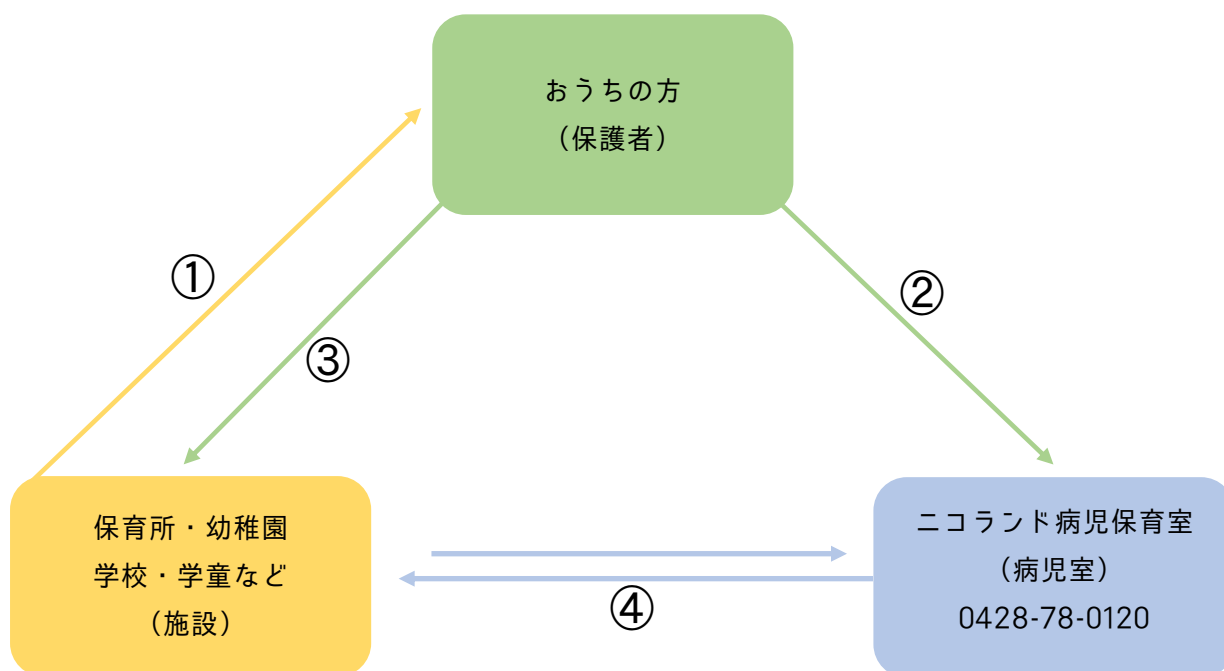 おうちの方
（保護者）
①
②
③
保育所・幼稚園
学校・学童など
（施設）
ニコランド病児保育室
（病児室）
0428-78-0120
④